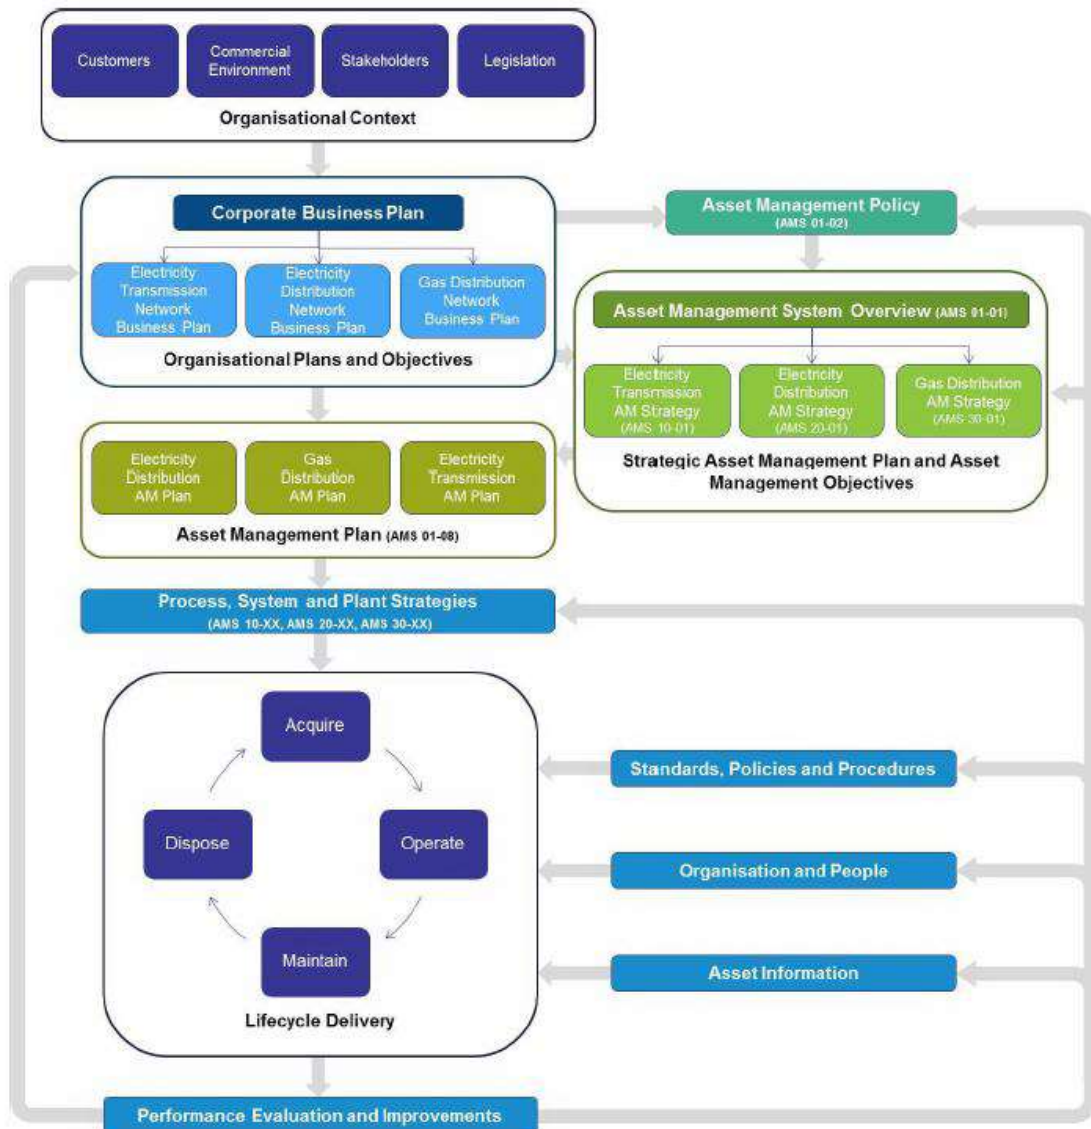 Customers
Commercial
Environment
Stakeholders
Legislation
Organisational Context
Corporate Business Plan
Electricity
Transmission
Network
Business Plan
Electricity
Distribution
Network
Business Plan
Gas Distribution
Network
Business Plan
Organisational Plans and Objectives
Asset Management Policy
(AMS 01-02)
Asset Management System Overview (AMS 01-01)
Electricity
Transmission
AM Strategy
(AMS 10-01)
Electricity
Distribution
AM Strategy
(AMS 20-01)
Gas Distribution
AM Strategy
(AMS 30-01)
Strategic Asset Management Plan and Asset
Management Objectives
Electricity
Distribution
AM Plan
Gas
Distribution
AM Plan
Electricity
Transmission
AM Plan
Asset Management Plan (AMS 01-08)
Process, System and Plant Strategies
(AMS 10-XX, AMS 20-XX, AMS 30-XX)
Acquire
Operate
Maintain
Dispose
Lifecycle Delivery
Standards, Policies and Procedures
Organisation and People
Asset Information
Performance Evaluation and Improvements